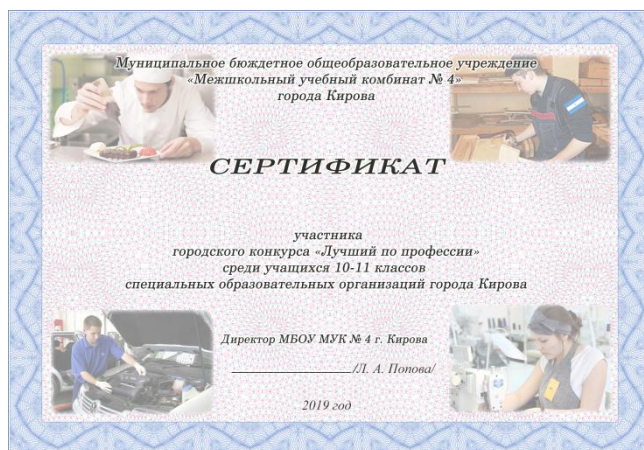 Муниципальное бюждетное общеобразовательное учреждение
«Межшкольный учебный комбинат № 4»
города Кирова
СЕРТИФИКАТ
участника
городского конкурса «Лучший по профессии»
среди учащихся 10-11 классов
специальных образовательных организаций города Кирова
Директор МБОУ МУК № 4 г. Кирова
/Л. А. Попова/
2019 год